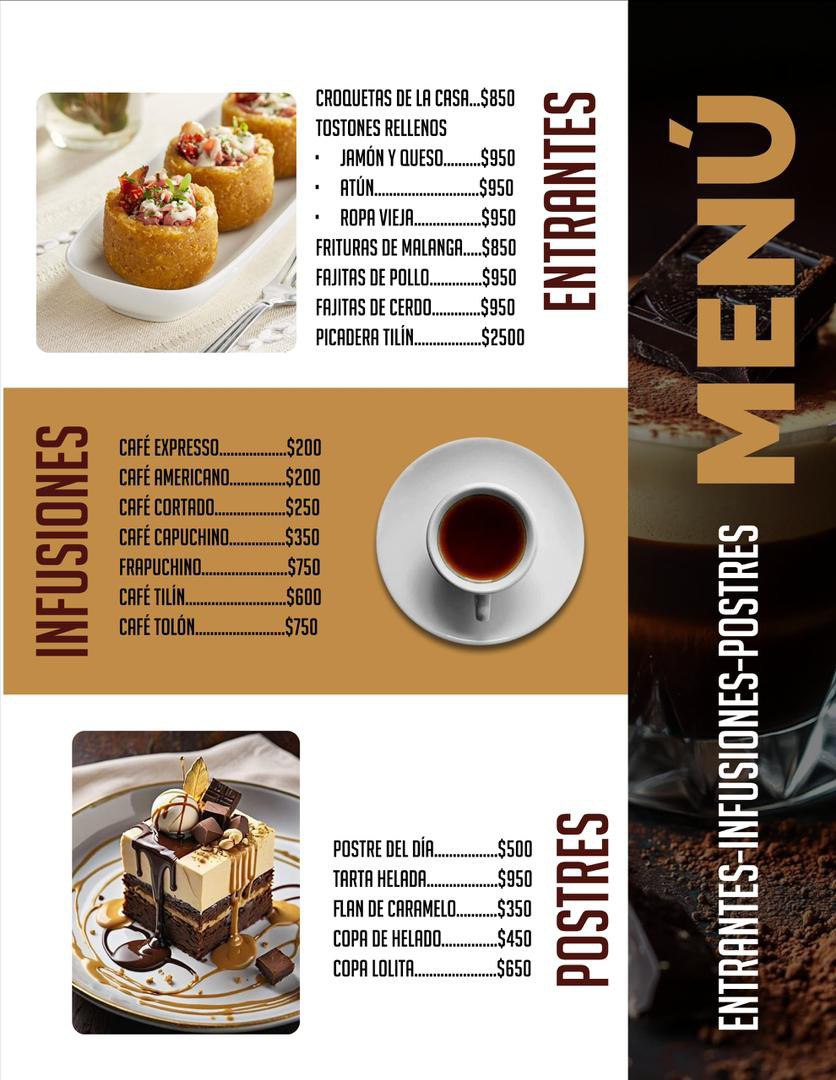 MENÚ
ENTRANTES-INFUSIONES-POSTRES
ENTRANTES
CROQUETAS DE LA CASA...$850
TOSTONES RELLENOS
· JAMÓN Y QUESO..........$950
· ATÚN............................$950
· ROPA VIEJA..................$950
FRITURAS DE MALANGA.....$850
FAJITAS DE POLLO..............$950
FAJITAS DE CERDO.............$950
PICADERA TILÍN..................$2500
INFUSIONES
CAFÉ EXPRESSO..................$200
CAFÉ AMERICANO...............$200
CAFÉ CORTADO...................$250
CAFÉ CAPUCHINO...............$350
FRAPUCHINO.......................$750
CAFÉ TILÍN...........................$600
CAFÉ TOLÓN........................$750
POSTRES
POSTRE DEL DÍA.................$500
TARTA HELADA...................$950
FLAN DE CARAMELO...........$350
COPA DE HELADO...............$450
COPA LOLITA......................$650